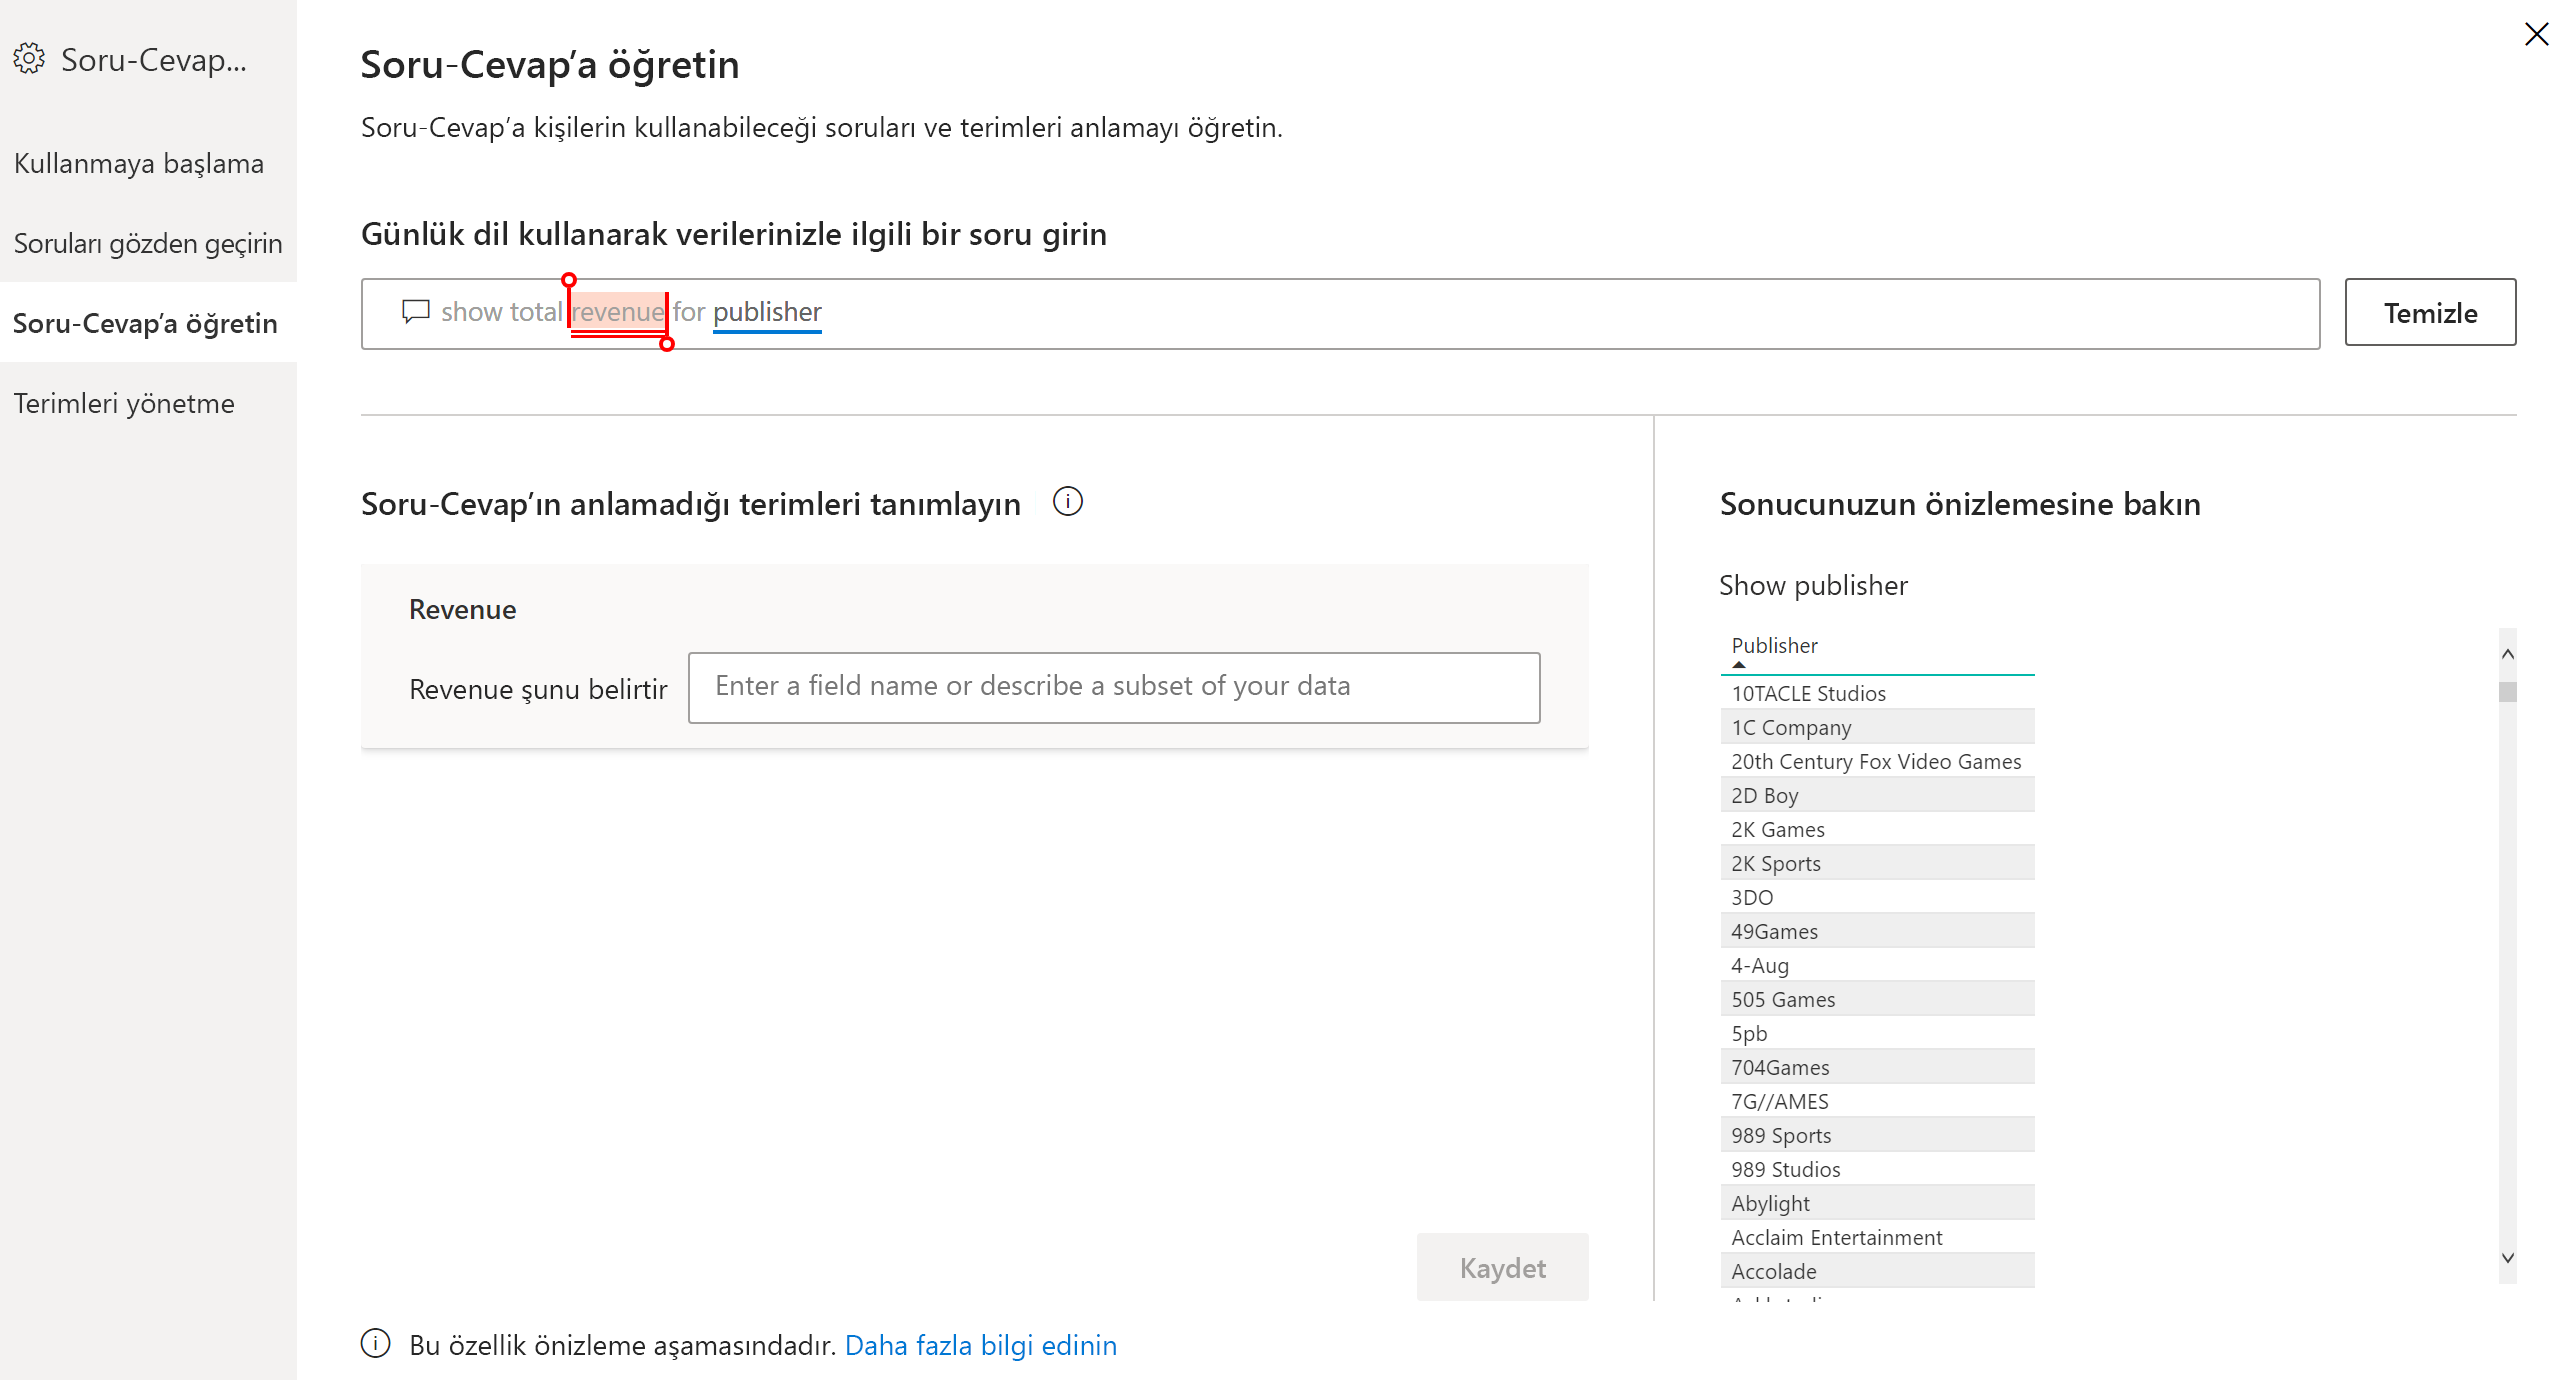 Soru-Cevap...
Kullanmaya başlama
Soruları gözden geçirin
Soru-Cevap’a öğretin
Terimleri yönetme
Soru-Cevap’a öğretin
Soru-Cevap’a kişilerin kullanabileceği soruları ve terimleri anlamayı öğretin.
Günlük dil kullanarak verilerinizle ilgili bir soru girin
show total revenue for publisher
Temizle
Soru-Cevap’ın anlamadığı terimleri tanımlayın
Revenue
Revenue şunu belirtir
Enter a field name or describe a subset of your data
Kaydet
Bu özellik önizleme aşamasındadır. Daha fazla bilgi edinin
Sonucunuzun önizlemesine bakın
Show publisher
Publisher
10TACLE Studios
1C Company
20th Century Fox Video Games
2D Boy
2K Games
2K Sports
3DO
49Games
4-Aug
505 Games
5pb
704Games
7G//AMES
989 Sports
989 Studios
Abylight
Acclaim Entertainment
Accolade